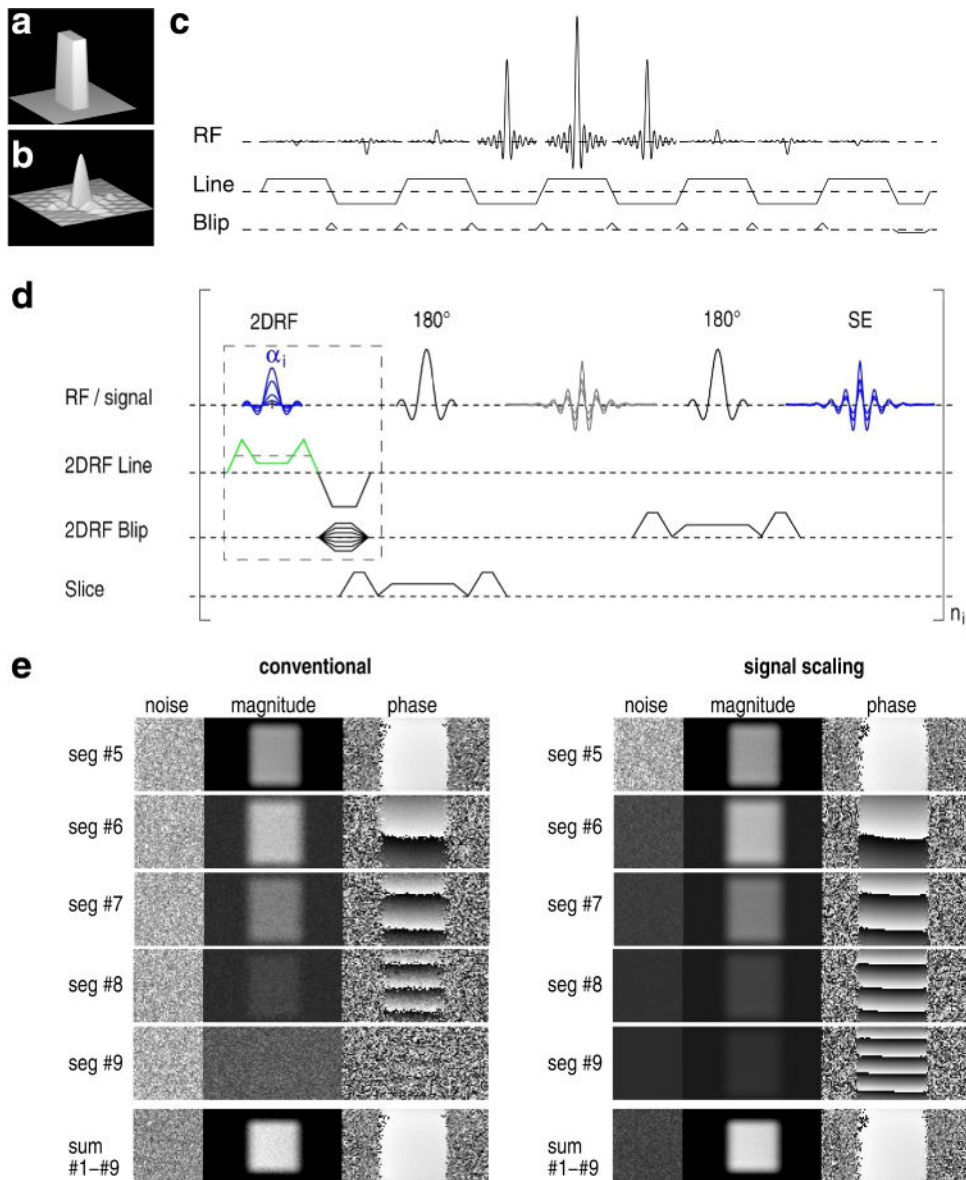 a
b
c
RF
Line
Blip
d
2DRF
180°
180°
SE
αi
RF / signal
2DRF Line
2DRF Blip
Slice
ni
e
conventional
signal scaling
noise magnitude phase
noise magnitude phase
seg #5
seg #5
seg #6
seg #6
seg #7
seg #7
seg #8
seg #8
seg #9
seg #9
sum
#1–#9
sum
#1–#9